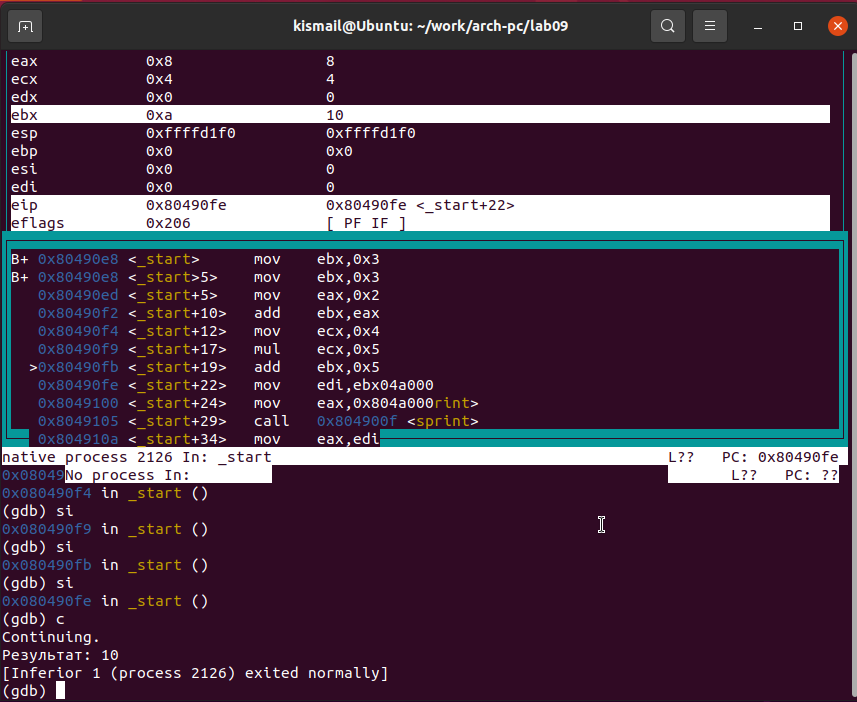 kismail@Ubuntu: ~/work/arch-pc/lab09
eax 0x8 8
ecx 0x4 4
edx 0x0 0
ebx 0xa 10
esp 0xffffd1f0 0xffffd1f0
ebp 0x0 0x0
esi 0x0 0
edi 0x0 0
eip 0x80490fe 0x80490fe <_start+22>
eflags 0x206 [ PF IF ]
B+ 0x80490e8 <_start> mov ebx,0x3
B+ 0x80490e8 <_start>5> mov ebx,0x3
0x80490ed <_start+5> mov eax,0x2
0x80490f2 <_start+10> add ebx,eax
0x80490f4 <_start+12> mov ecx,0x4
0x80490f9 <_start+17> mul ecx,0x5
>0x80490fb <_start+19> add ebx,0x5
0x80490fe <_start+22> mov edi,ebx04a000
0x8049100 <_start+24> mov eax,0x804a000rint>
0x8049105 <_start+29> call 0x804900f <sprint>
0x804910a <_start+34> mov eax,edi
native process 2126 In: _start L?? PC: 0x80490fe
0x08049No process In: L?? PC: ??
0x080490f4 in _start ()
(gdb) si
0x080490f9 in _start ()
(gdb) si
0x080490fb in _start ()
(gdb) si
0x080490fe in _start ()
(gdb) c
Continuing.
Результат: 10
[Inferior 1 (process 2126) exited normally]
(gdb)